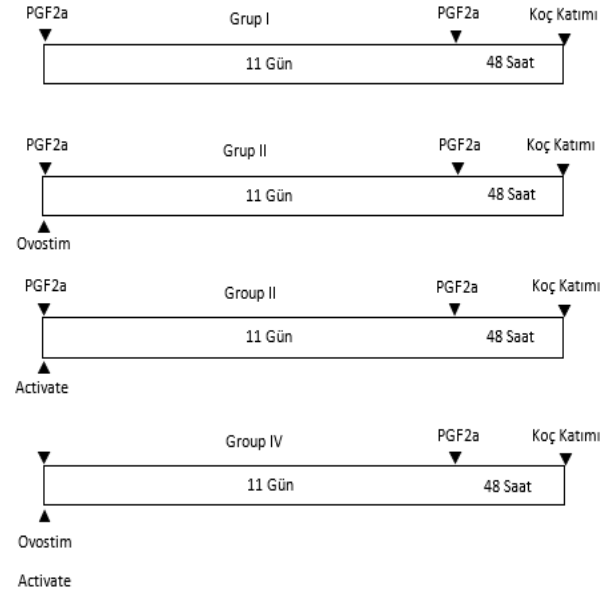 PGF2a Grup I PGF2a Koç Katımı
11 Gün 48 Saat
PGF2a Grup II PGF2a Koç Katımı
11 Gün 48 Saat
Ovostim
PGF2a Group II PGF2a Koç Katımı
11 Gün 48 Saat
Activate
Group IV PGF2a Koç Katımı
11 Gün 48 Saat
Ovostim
Activate